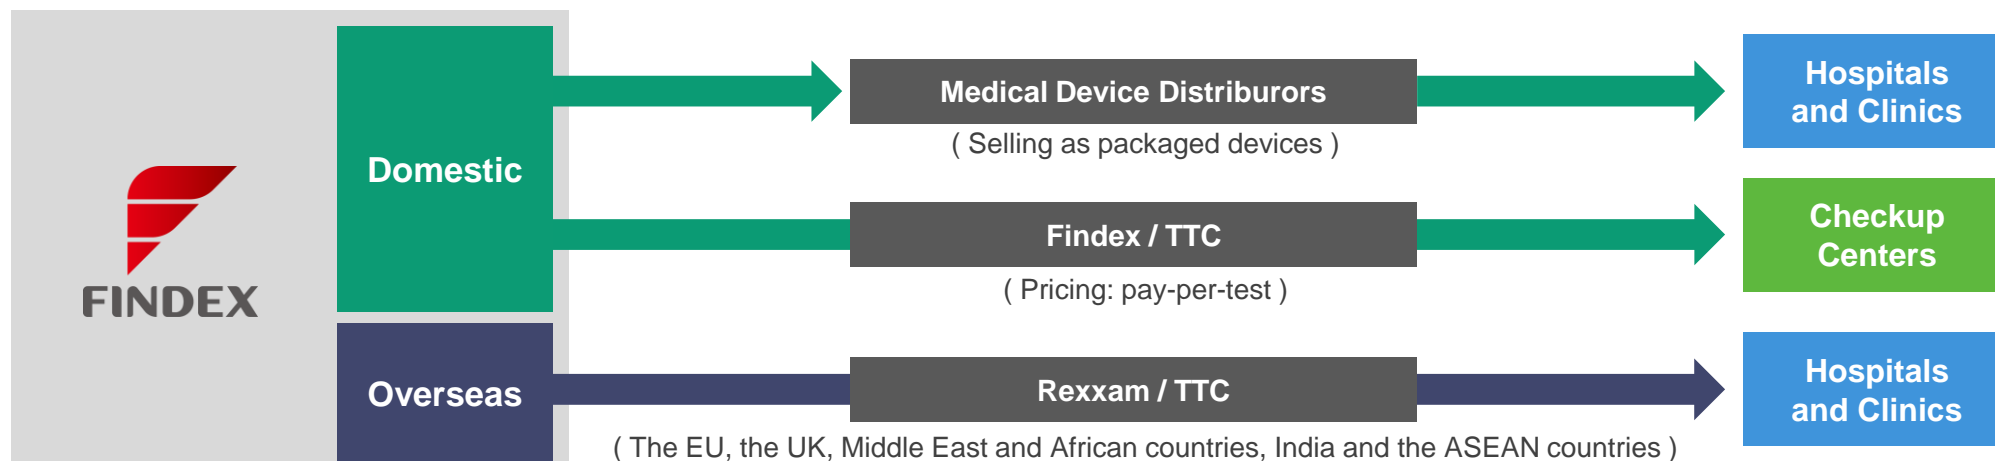 FINDEX
Domestic
Medical Device Distriburors
( Selling as packaged devices )
Hospitals
and Clinics
Findex / TTC
( Pricing: pay-per-test )
Checkup
Centers
Overseas
Rexxam / TTC
( The EU, the UK, Middle East and African countries, India and the ASEAN countries )
Hospitals
and Clinics